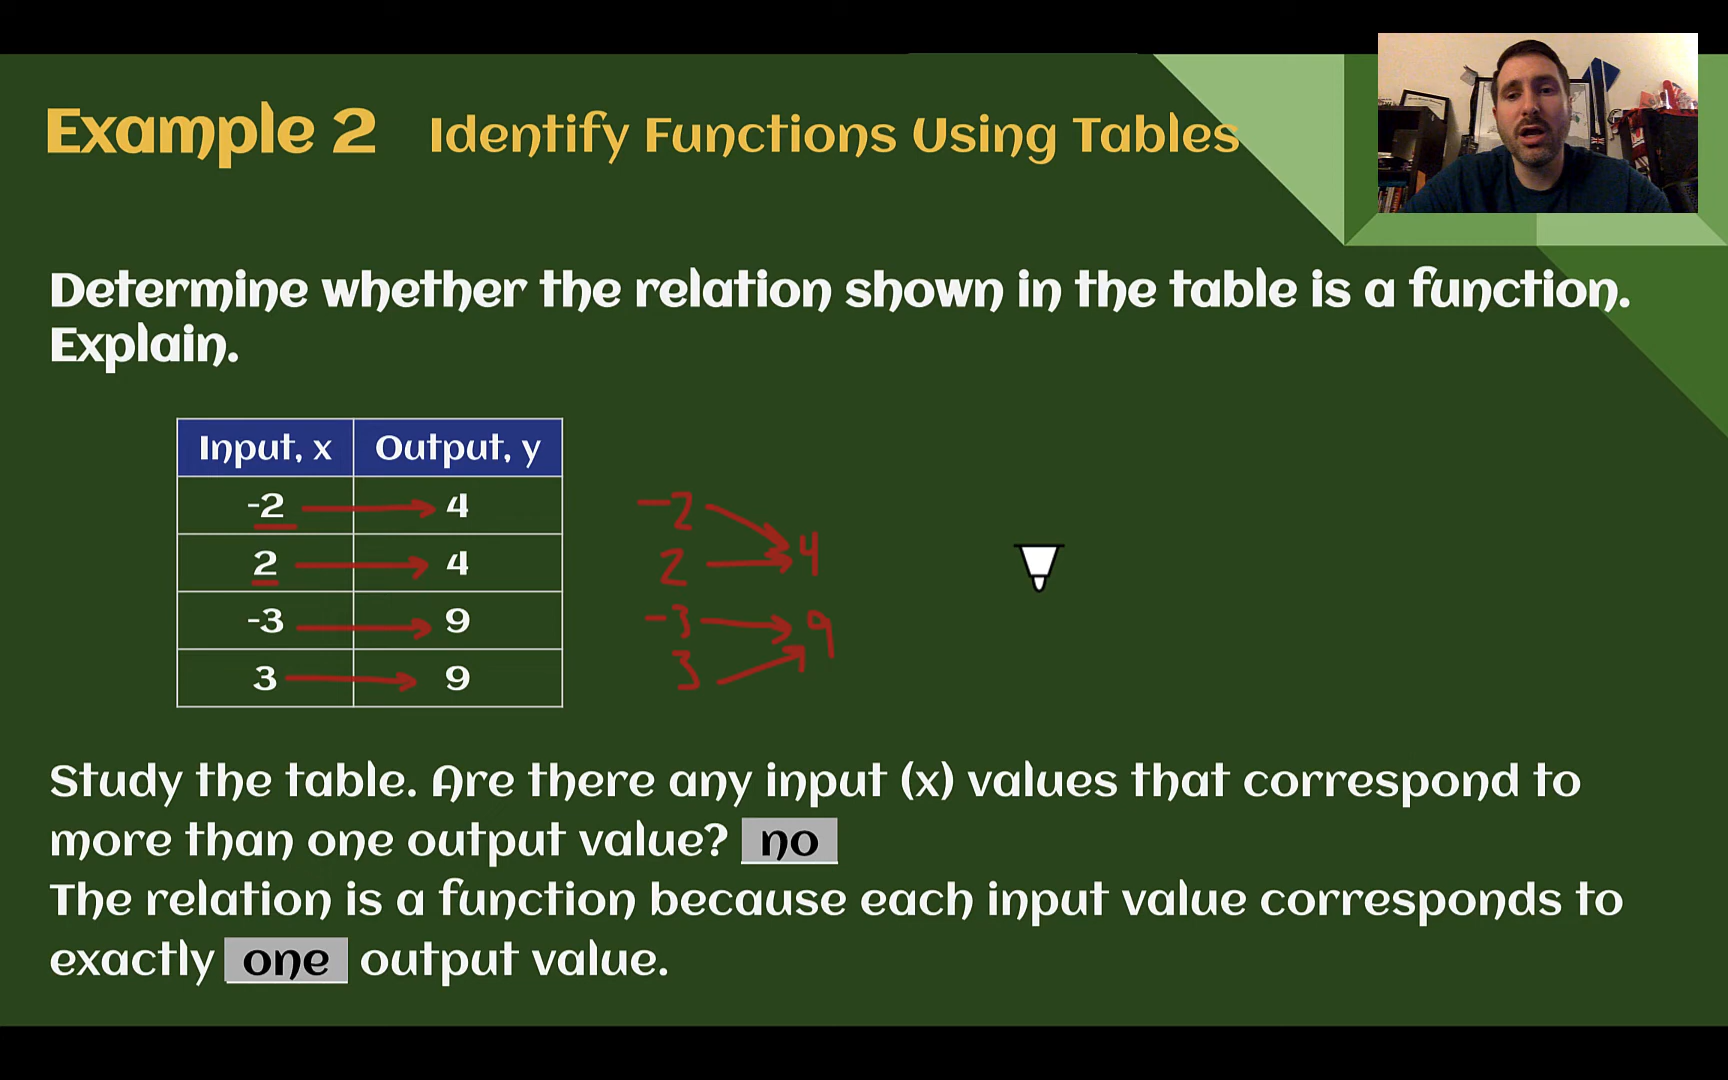 Example 2 Identify Functions Using Tables
Determine whether the relation shown in the table is a function.
Explain.
Input, x Output, y
-2 4
2 4
-3 9
3 9
-2
2 4
-3 9
3
Study the table. Are there any input (x) values that correspond to
more than one output value? no
The relation is a function because each input value corresponds to
exactly one output value.